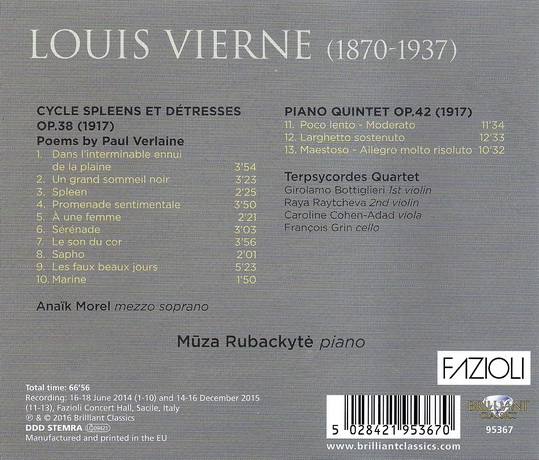 LOUIS VIERNE (1870-1937)
CYCLE SPLEENS ET DÉTRESSES
OP.38 (1917)
Poems by Paul Verlaine
1. Dans l'interminable ennui
de la plaine 3'54
2. Un grand sommeil noir 3'23
3. Spleen 2'25
4. Promenade sentimentale 3'50
5. À une femme 2'21
6. Sérénade 3'03
7. Le son du cor 3'56
8. Sapho 2'01
9. Les faux beaux jours 5'23
10. Marine 1'50
Anaïk Morel mezzo soprano
PIANO QUINTET OP.42 (1917)
11. Poco lento - Moderato 11'34
12. Larghetto sostenuto 12'33
13. Maestoso - Allegro molto risoluto 10'32
Terpsycordes Quartet
Girolamo Bottiglieri 1st violin
Raya Raytcheva 2nd violin
Caroline Cohen-Adad viola
François Grin cello
Mūza Rubackytė piano
FAZIOLI
Total time: 66'56
Recording: 16-18 June 2014 (1-10) and 14-16 December 2015
(11-13), Fazioli Concert Hall, Sacile, Italy
℗ & © 2016 Brilliant Classics
DDD STEMRA
Manufactured and printed in the EU
5 028421 953670
www.brilliantclassics.com
BRILLIANT
CLASSICS
95367